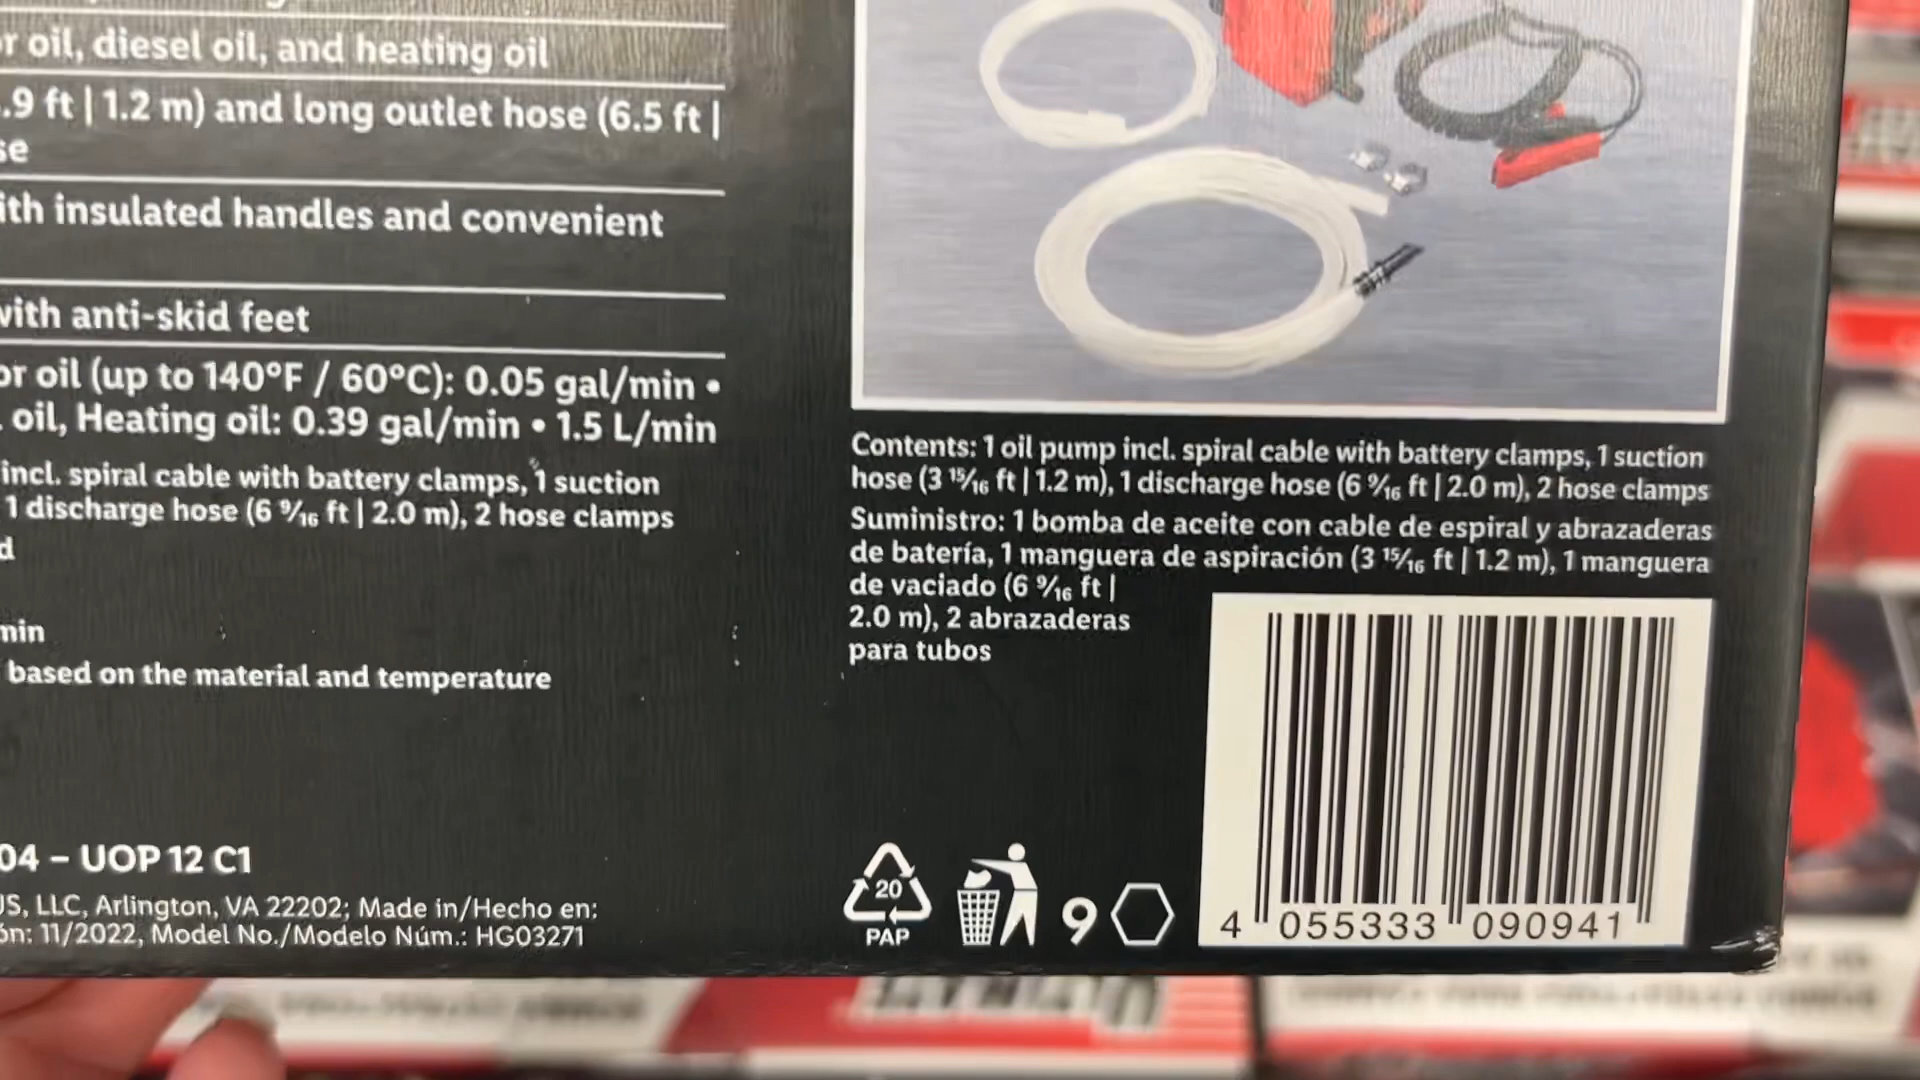 r oil, diesel oil, and heating oil
.9 ft | 1.2 m) and long outlet hose (6.5 ft |
se
ith insulated handles and convenient
with anti-skid feet
or oil (up to 140°F / 60°C): 0.05 gal/min •
oil, Heating oil: 0.39 gal/min • 1.5 L/min
incl. spiral cable with battery clamps, 1 suction
1 discharge hose (6 9/16 ft | 2.0 m), 2 hose clamps
d
min
based on the material and temperature
04 – UOP 12 C1
US, LLC, Arlington, VA 22202; Made in/Hecho en:
ón: 11/2022, Model No./Modelo Núm.: HG03271
Contents: 1 oil pump incl. spiral cable with battery clamps, 1 suction
hose (3 15/16 ft | 1.2 m), 1 discharge hose (6 9/16 ft | 2.0 m), 2 hose clamps
Suministro: 1 bomba de aceite con cable de espiral y abrazaderas
de batería, 1 manguera de aspiración (3 15/16 ft | 1.2 m), 1 manguera
de vaciado (6 9/16 ft |
2.0 m), 2 abrazaderas
para tubos
20
PAP
9
4 055333 090941
ULTIMATE